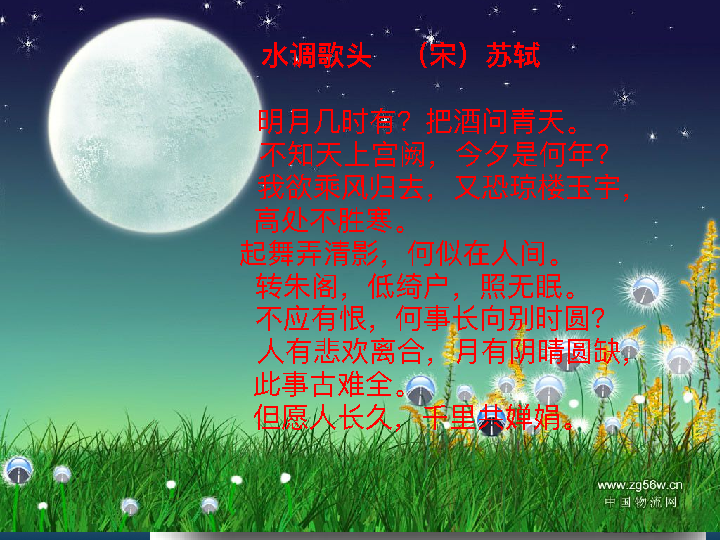 水调歌头 （宋）苏轼
明月几时有？把酒问青天。
不知天上宫阙，今夕是何年？
我欲乘风归去，又恐琼楼玉宇，
高处不胜寒。
起舞弄清影，何似在人间。
转朱阁，低绮户，照无眠。
不应有恨，何事长向别时圆？
人有悲欢离合，月有阴晴圆缺，
此事古难全。
但愿人长久，千里共婵娟。
www.zg56w.cn
中国物流网